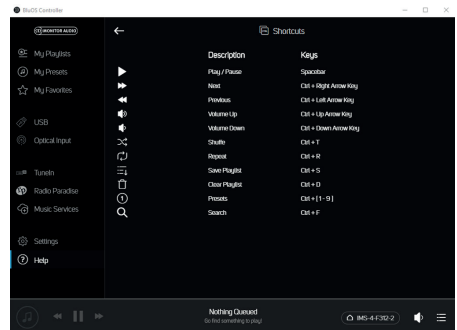 BluOS Controller
MONITOR AUDIO
Shortcuts
My Playlists
My Presets
My Favorites
USB
Optical Input
TuneIn
Radio Paradise
Music Services
Settings
Help
Description Keys
Play / Pause Spacebar
Next Ctrl + Right Arrow Key
Previous Ctrl + Left Arrow Key
Volume Up Ctrl + Up Arrow Key
Volume Down Ctrl + Down Arrow Key
Shuffle Ctrl + T
Repeat Ctrl + R
Save Playlist Ctrl + S
Clear Playlist Ctrl + D
1 Presets Ctrl + [ 1 - 9 ]
Search Ctrl + F
Nothing Queued
Go find something to play!
IMS-4-F312-2